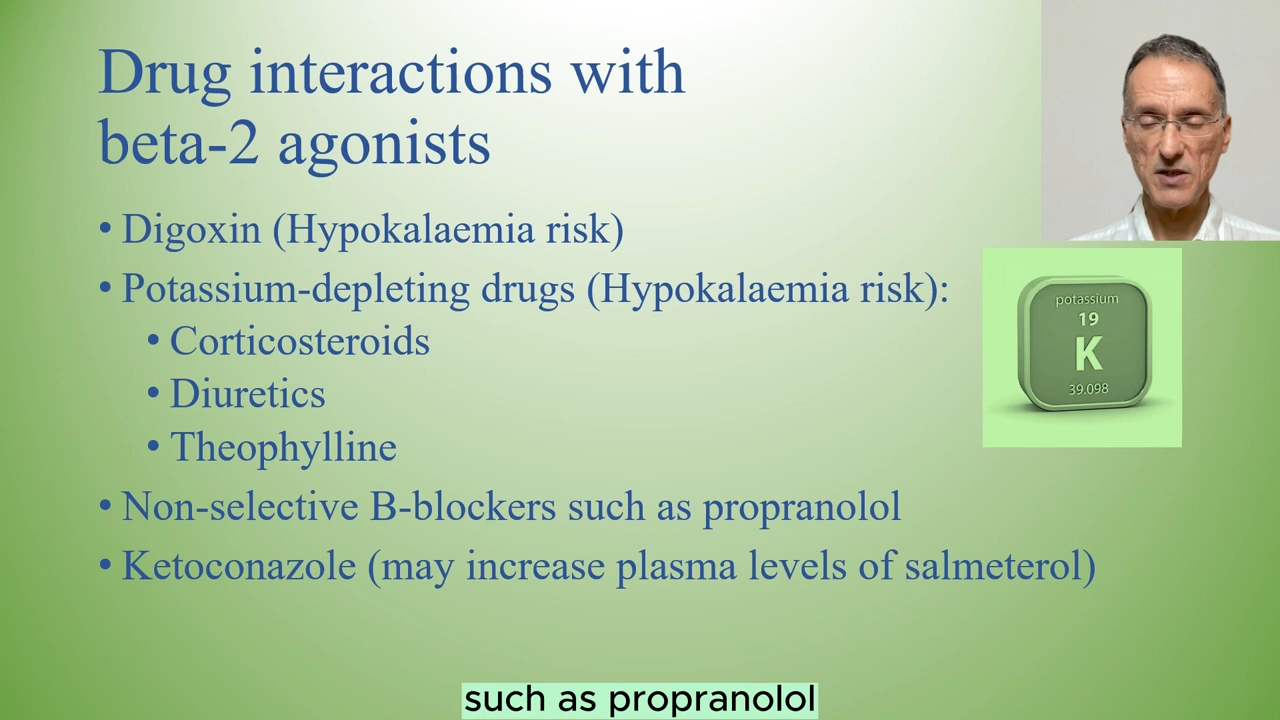 Drug interactions with
beta-2 agonists
• Digoxin (Hypokalaemia risk)
• Potassium-depleting drugs (Hypokalaemia risk):
• Corticosteroids
• Diuretics
• Theophylline
• Non-selective B-blockers such as propranolol
• Ketoconazole (may increase plasma levels of salmeterol)
potassium
19
K
39.098
such as propranolol